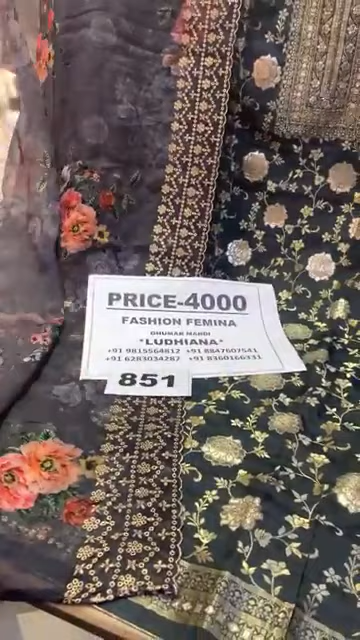 PRICE-4000
FASHION FEMINA
GHUMAR MANDI
"LUDHIANA"
+91 9815564812 +91 8847607541
+91 6283034287 +91 8360166331
851